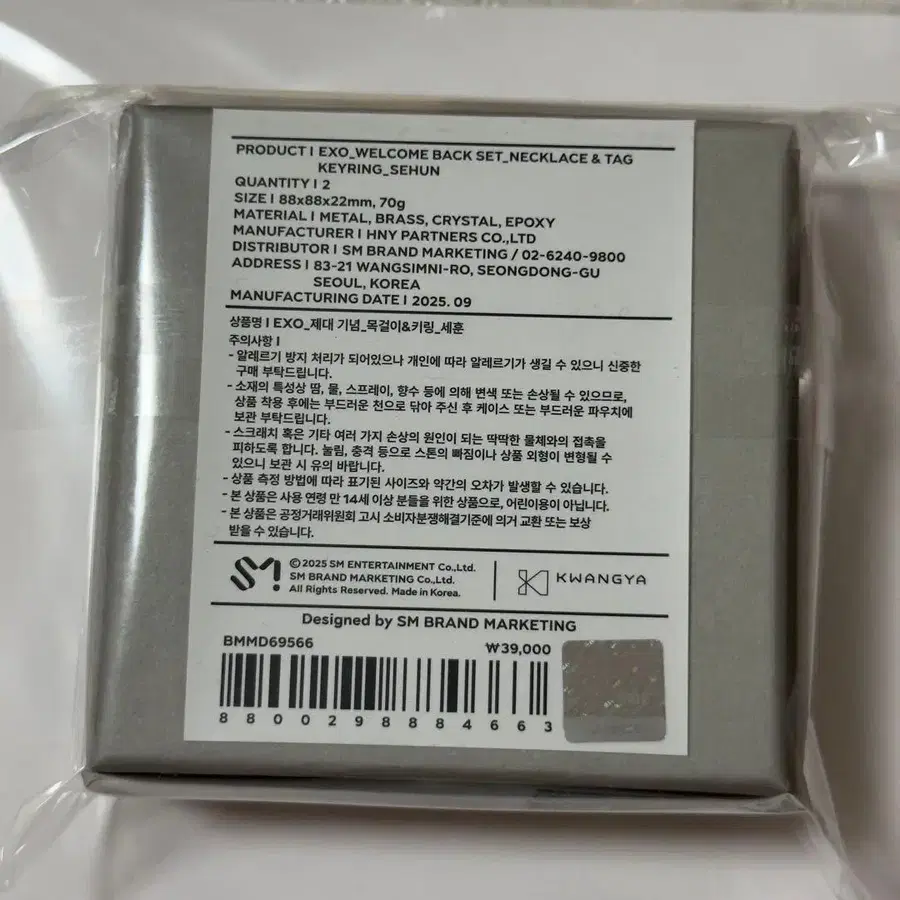 PRODUCT I EXO_WELCOME BACK SET_NECKLACE & TAG
KEYRING_SEHUN
QUANTITY I 2
SIZE I 88x88x22mm, 70g
MATERIAL I METAL, BRASS, CRYSTAL, EPOXY
MANUFACTURER I HNY PARTNERS CO.,LTD
DISTRIBUTOR I SM BRAND MARKETING / 02-6240-9800
ADDRESS I 83-21 WANGSIMNI-RO, SEONGDONG-GU
SEOUL, KOREA
MANUFACTURING DATE I 2025. 09
상품명 I EXO_제대 기념_목걸이&키링_세훈
주의사항 I
- 알레르기 방지 처리가 되어있으나 개인에 따라 알레르기가 생길 수 있으니 신중한
구매 부탁드립니다.
- 소재의 특성상 땀, 물, 스프레이, 향수 등에 의해 변색 또는 손상될 수 있으므로,
상품 착용 후에는 부드러운 천으로 닦아 주신 후 케이스 또는 부드러운 파우치에
보관 부탁드립니다.
- 스크래치 혹은 기타 여러 가지 손상의 원인이 되는 딱딱한 물체와의 접촉을
피하도록 합니다. 눌림, 충격 등으로 스톤의 빠짐이나 상품 외형이 변형될 수
있으니 보관 시 유의 바랍니다.
- 상품 측정 방법에 따라 표기된 사이즈와 약간의 오차가 발생할 수 있습니다.
- 본 상품은 사용 연령 만 14세 이상 분들을 위한 상품으로, 어린이용이 아닙니다.
- 본 상품은 공정거래위원회 고시 소비자분쟁해결기준에 의거 교환 또는 보상
받을 수 있습니다.
SM
©2025 SM ENTERTAINMENT Co.,Ltd.
SM BRAND MARKETING Co.,Ltd.
All Rights Reserved. Made in Korea.
KWANGYA
Designed by SM BRAND MARKETING
BMMD69566
₩39,000
8800298884663